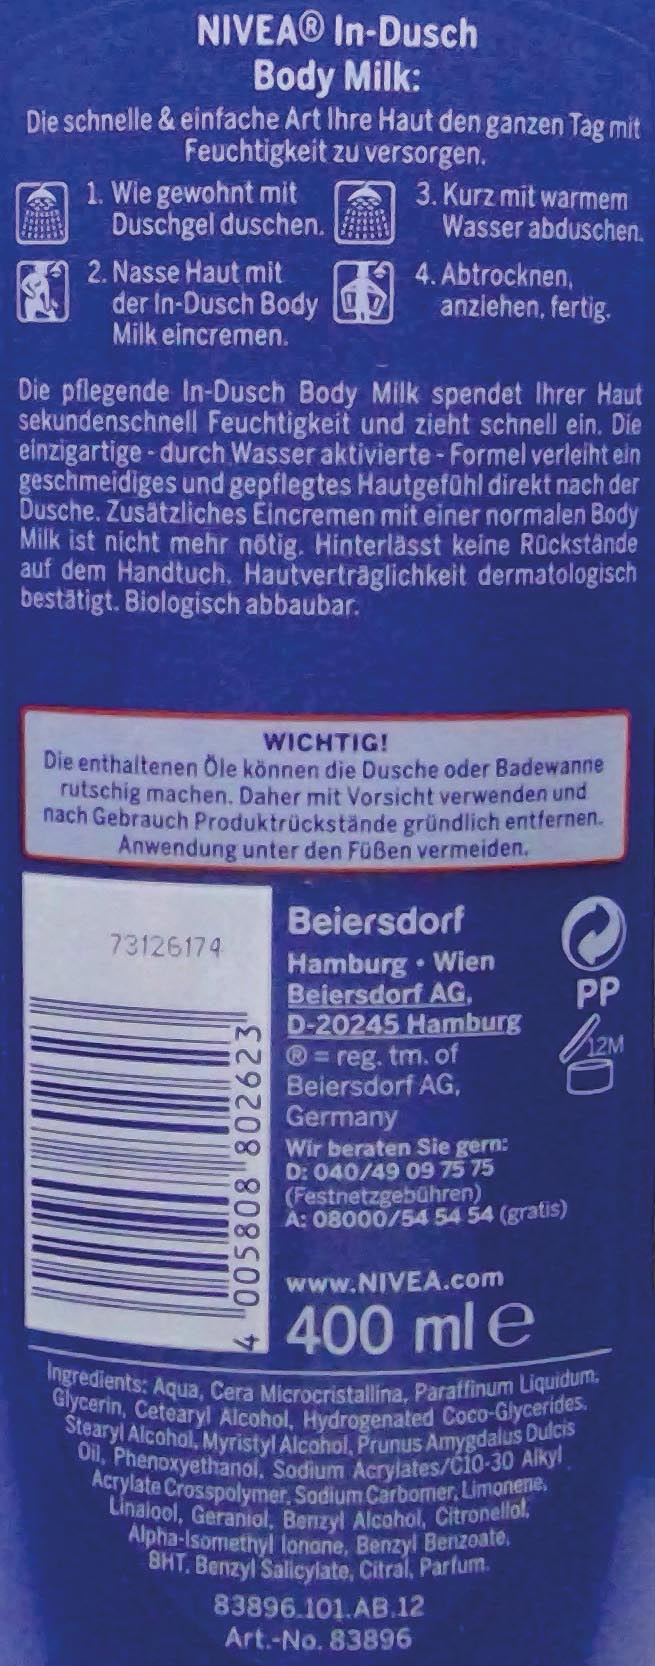 NIVEA® In-Dusch
Body Milk:
Die schnelle & einfache Art Ihre Haut den ganzen Tag mit
Feuchtigkeit zu versorgen.
1. Wie gewohnt mit
Duschgel duschen.
2. Nasse Haut mit
der In-Dusch Body
Milk eincremen.
3. Kurz mit warmem
Wasser abduschen.
4. Abtrocknen,
anziehen, fertig.
Die pflegende In-Dusch Body Milk spendet Ihrer Haut
sekundenschnell Feuchtigkeit und zieht schnell ein. Die
einzigartige - durch Wasser aktivierte - Formel verleiht ein
geschmeidiges und gepflegtes Hautgefühl direkt nach der
Dusche. Zusätzliches Eincremen mit einer normalen Body
Milk ist nicht mehr nötig. Hinterlässt keine Rückstände
auf dem Handtuch. Hautverträglichkeit dermatologisch
bestätigt. Biologisch abbaubar.
WICHTIG!
Die enthaltenen Öle können die Dusche oder Badewanne
rutschig machen. Daher mit Vorsicht verwenden und
nach Gebrauch Produktrückstände gründlich entfernen.
Anwendung unter den Füßen vermeiden.
73126174
4 005808 802623
Beiersdorf
Hamburg • Wien
Beiersdorf AG,
D-20245 Hamburg
® = reg. tm. of
Beiersdorf AG,
Germany
Wir beraten Sie gern:
D: 040/49 09 75 75
(Festnetzgebühren)
A: 08000/54 54 54 (gratis)
PP
12M
www.NIVEA.com
400 ml e
Ingredients: Aqua, Cera Microcristallina, Paraffinum Liquidum,
Glycerin, Cetearyl Alcohol, Hydrogenated Coco-Glycerides,
Stearyl Alcohol, Myristyl Alcohol, Prunus Amygdalus Dulcis
Oil, Phenoxyethanol, Sodium Acrylates/C10-30 Alkyl
Acrylate Crosspolymer, Sodium Carbomer, Limonene,
Linalool, Geraniol, Benzyl Alcohol, Citronellol,
Alpha-Isomethyl Ionone, Benzyl Benzoate,
BHT, Benzyl Salicylate, Citral, Parfum.
83896.101.AB.12
Art.-No. 83896